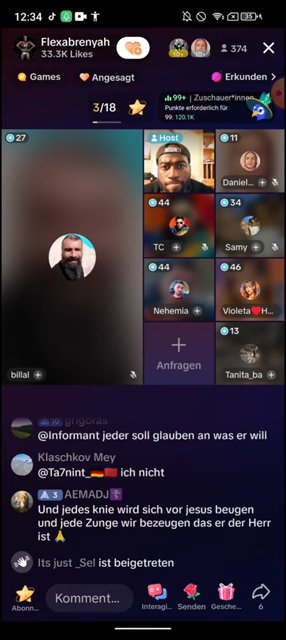 12:34
Flexabrenyah
33.3K Likes
10+
374
Games
Angesagt
Erkunden >
3/18
99+ | Zuschauer*innen
Punkte erforderlich für
99: 120.1K
27
billal +
Host
11
Daniel... +
44
TC +
34
Samy +
44
Nehemia +
46
Violeta❤️H...
+
Anfragen
13
Tanita_ba +
@Informant jeder soll glauben an was er will
Klaschkov Mey
@Ta7nint_🇩🇪🇲🇦 ich nicht
3 AEMADJ✝️
Und jedes knie wird sich vor jesus beugen
und jede Zunge wir bezeugen das er der Herr
ist 🙏
Its just _Sel ist beigetreten
Abonn...
Komment...
Interagi...
Senden
Gesche...
6